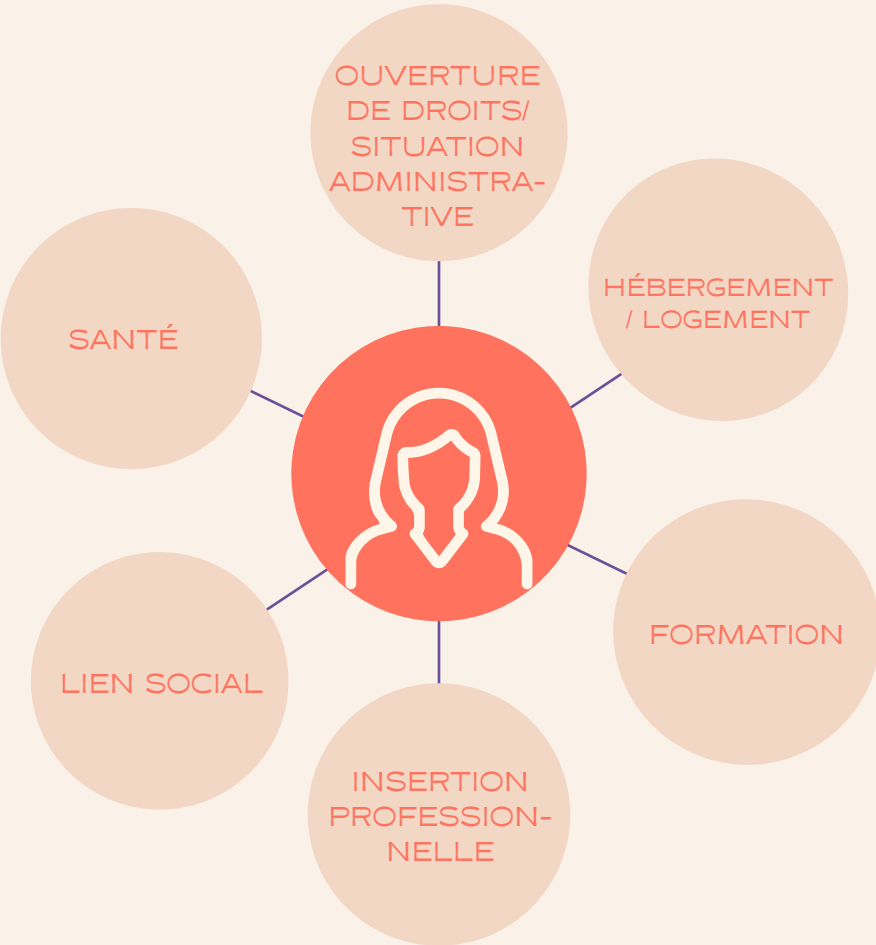 OUVERTURE
DE DROITS/
SITUATION
ADMINISTRA-
TIVE
HÉBERGEMENT
/ LOGEMENT
SANTÉ
FORMATION
LIEN SOCIAL
INSERTION
PROFESSION-
NELLE